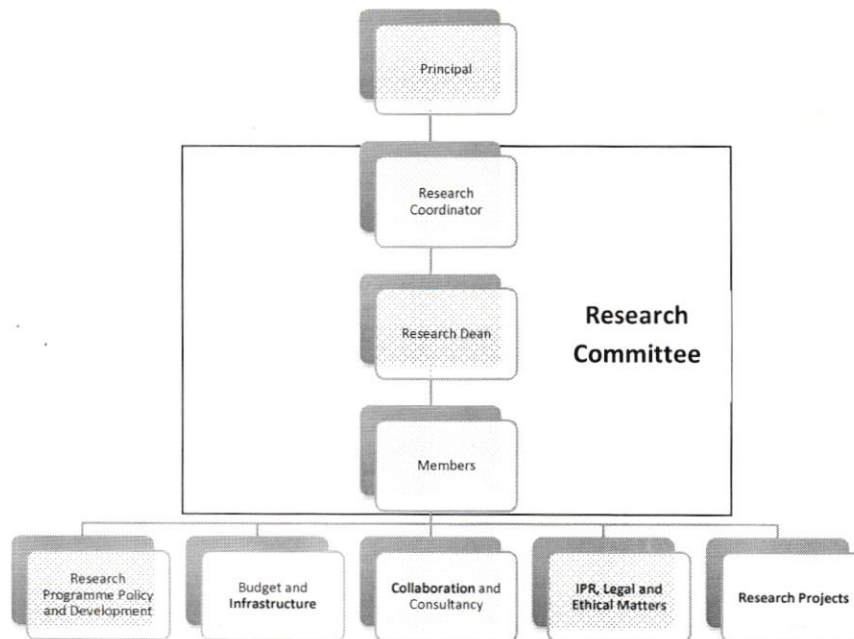 Principal
Research
Coordinator
Research Dean
Research
Committee
Members
Research
Programme Policy
and Development
Budget and
Infrastructure
Collaboration and
Consultancy
IPR, Legal and
Ethical Matters
Research Projects